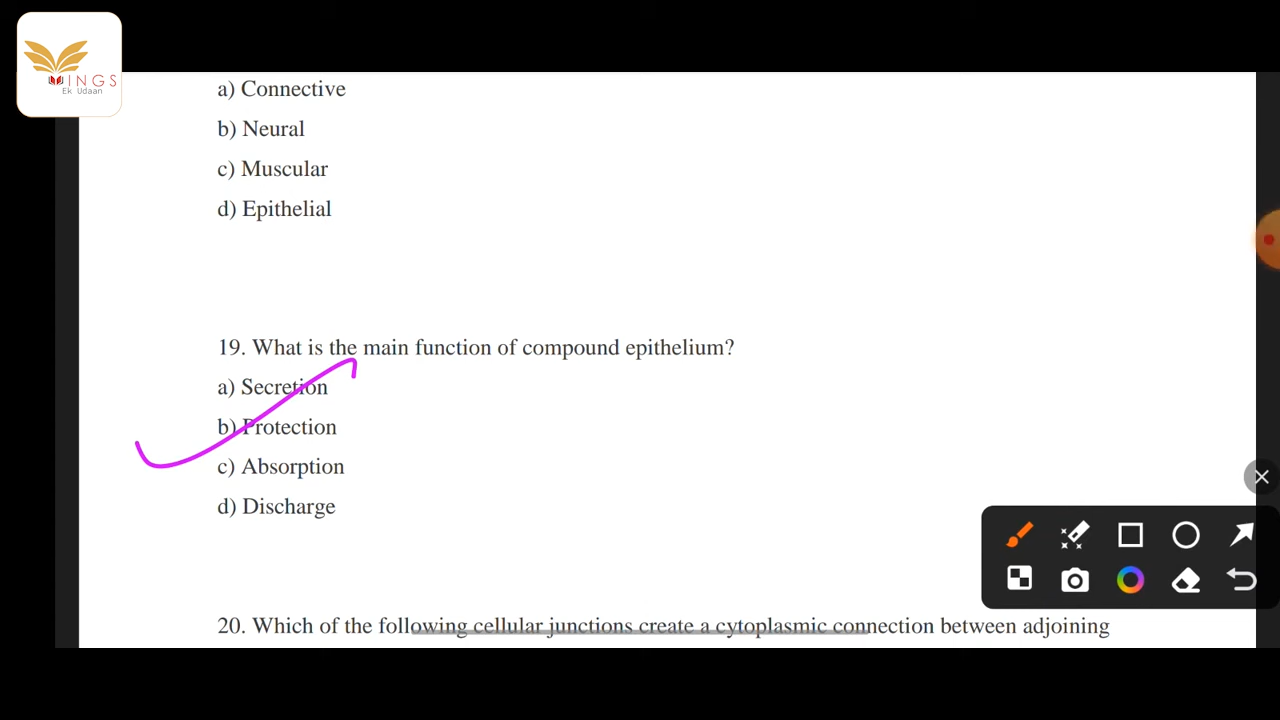 WINGS
Ek Udaan
a) Connective
b) Neural
c) Muscular
d) Epithelial
19. What is the main function of compound epithelium?
a) Secretion
b) Protection
c) Absorption
d) Discharge
20. Which of the following cellular junctions create a cytoplasmic connection between adjoining